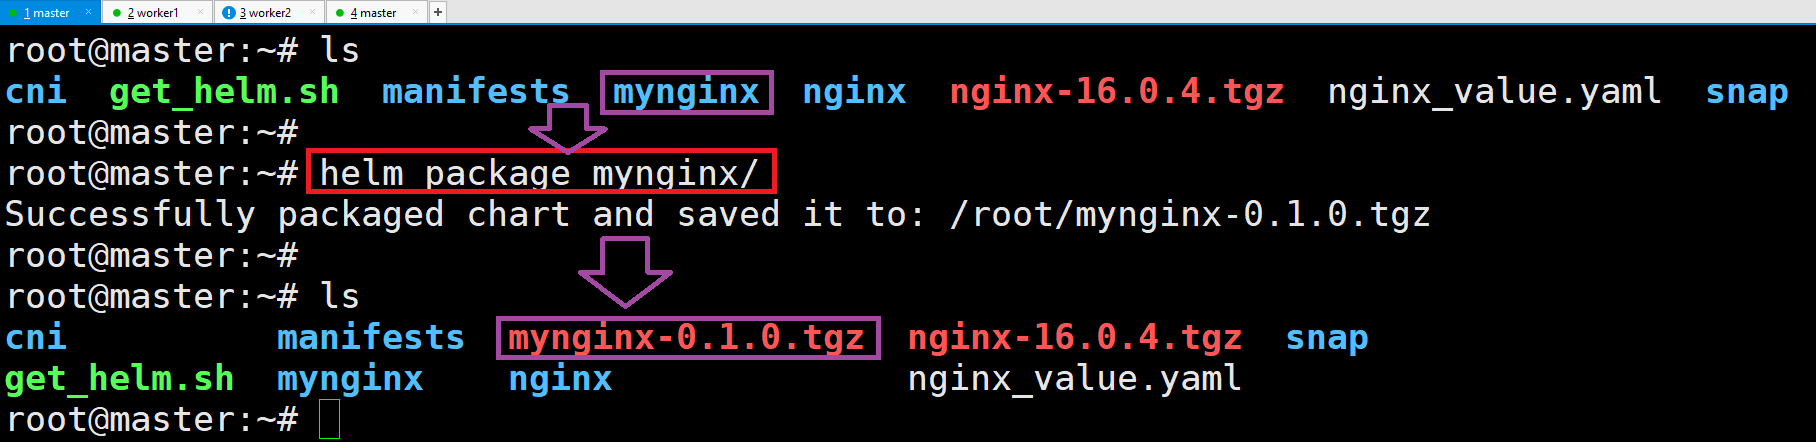 1 master × 2 worker1 × 3 worker2 × 4 master × +
root@master:~# ls
cni get_helm.sh manifests mynginx nginx nginx-16.0.4.tgz nginx_value.yaml snap
root@master:~#
root@master:~# helm package mynginx/
Successfully packaged chart and saved it to: /root/mynginx-0.1.0.tgz
root@master:~#
root@master:~# ls
cni manifests mynginx-0.1.0.tgz nginx-16.0.4.tgz snap
get_helm.sh mynginx nginx nginx_value.yaml
root@master:~#